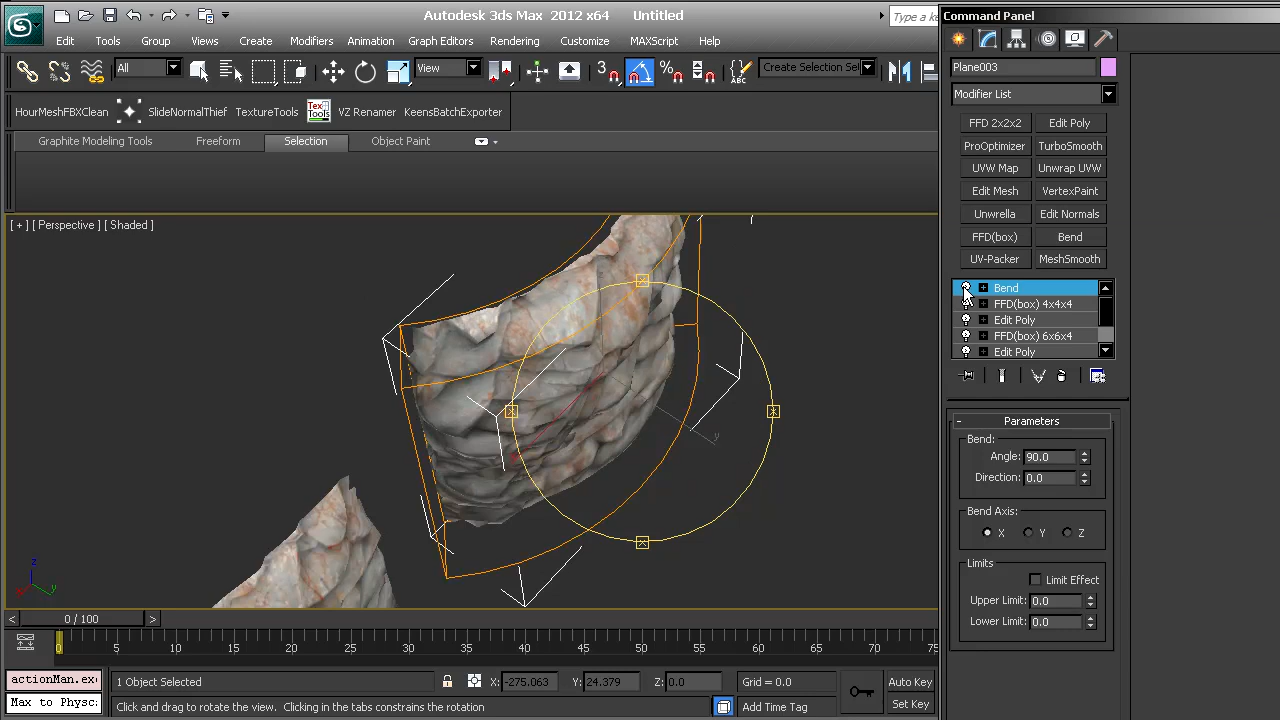 Autodesk 3ds Max 2012 x64 Untitled
Type a ke
Command Panel
Edit Tools Group Views Create Modifiers Animation Graph Editors Rendering Customize MAXScript Help
All
View
3
%
Create Selection Sel
Plane003
Modifier List
HourMeshFBXClean SlideNormalThief TextureTools Tex Tools VZ Renamer KeensBatchExporter
Graphite Modeling Tools Freeform Selection Object Paint
FFD 2x2x2 Edit Poly
ProOptimizer TurboSmooth
UVW Map Unwrap UVW
Edit Mesh VertexPaint
Unwrella Edit Normals
FFD(box) Bend
UV-Packer MeshSmooth
[ + ] [ Perspective ] [ Shaded ]
Bend
FFD(box) 4x4x4
Edit Poly
FFD(box) 6x6x4
Edit Poly
- Parameters
Bend:
Angle: 90.0
Direction: 0.0
Bend Axis:
X Y Z
Limits
Limit Effect
Upper Limit: 0.0
Lower Limit: 0.0
y
z
x y
< 0 / 100 >
0 5 10 15 20 25 30 35 40 45 50 55 60 65 70 75
actionMan.ex
1 Object Selected X: -275.063 Y: 24.379 Z: 0.0 Grid = 0.0 Auto Key
Max to Physc:
Click and drag to rotate the view. Clicking in the tabs constrains the rotation Add Time Tag Set Key